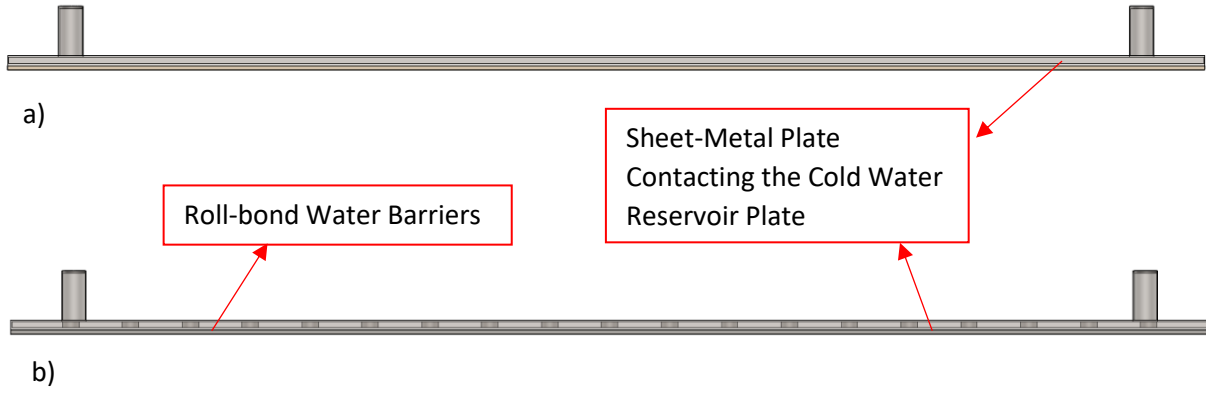 a)
Sheet-Metal Plate
Contacting the Cold Water
Reservoir Plate
Roll-bond Water Barriers
b)